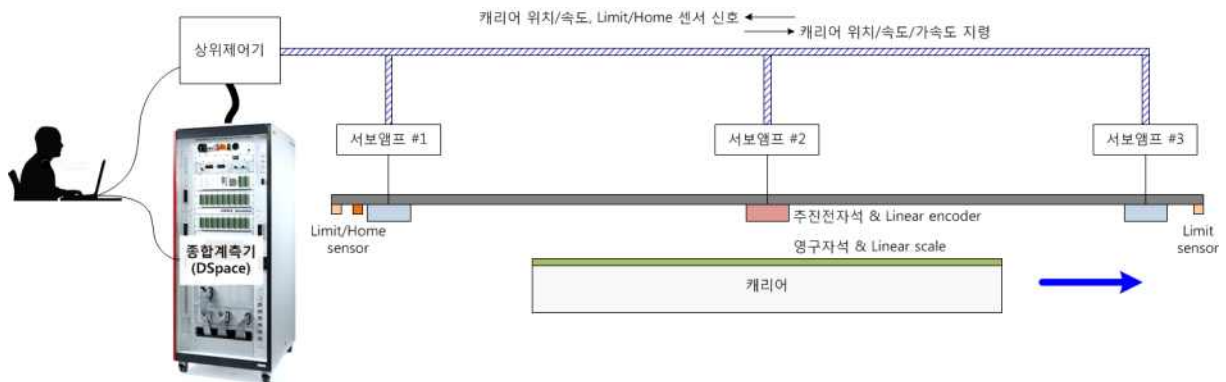 캐리어 위치/속도, Limit/Home 센서 신호
캐리어 위치/속도/가속도 지령
상위제어기
서보앰프 #1
서보앰프 #2
서보앰프 #3
Limit/Home
sensor
추진전자석 & Linear encoder
Limit
sensor
영구자석 & Linear scale
캐리어
종합계측기
(DSpace)